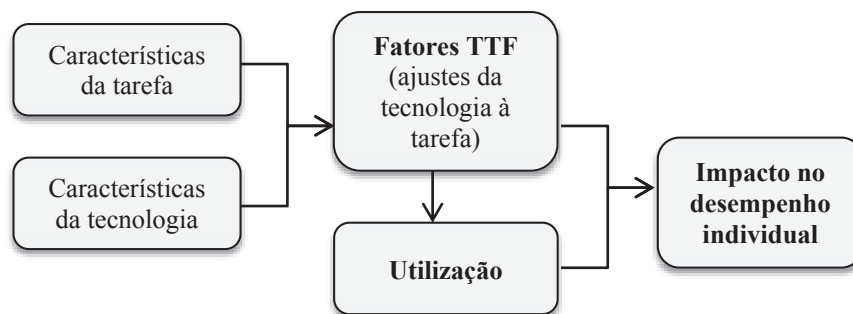 Características
da tarefa
Características
da tecnologia
Fatores TTF
(ajustes da
tecnologia à
tarefa)
Utilização
Impacto no
desempenho
individual